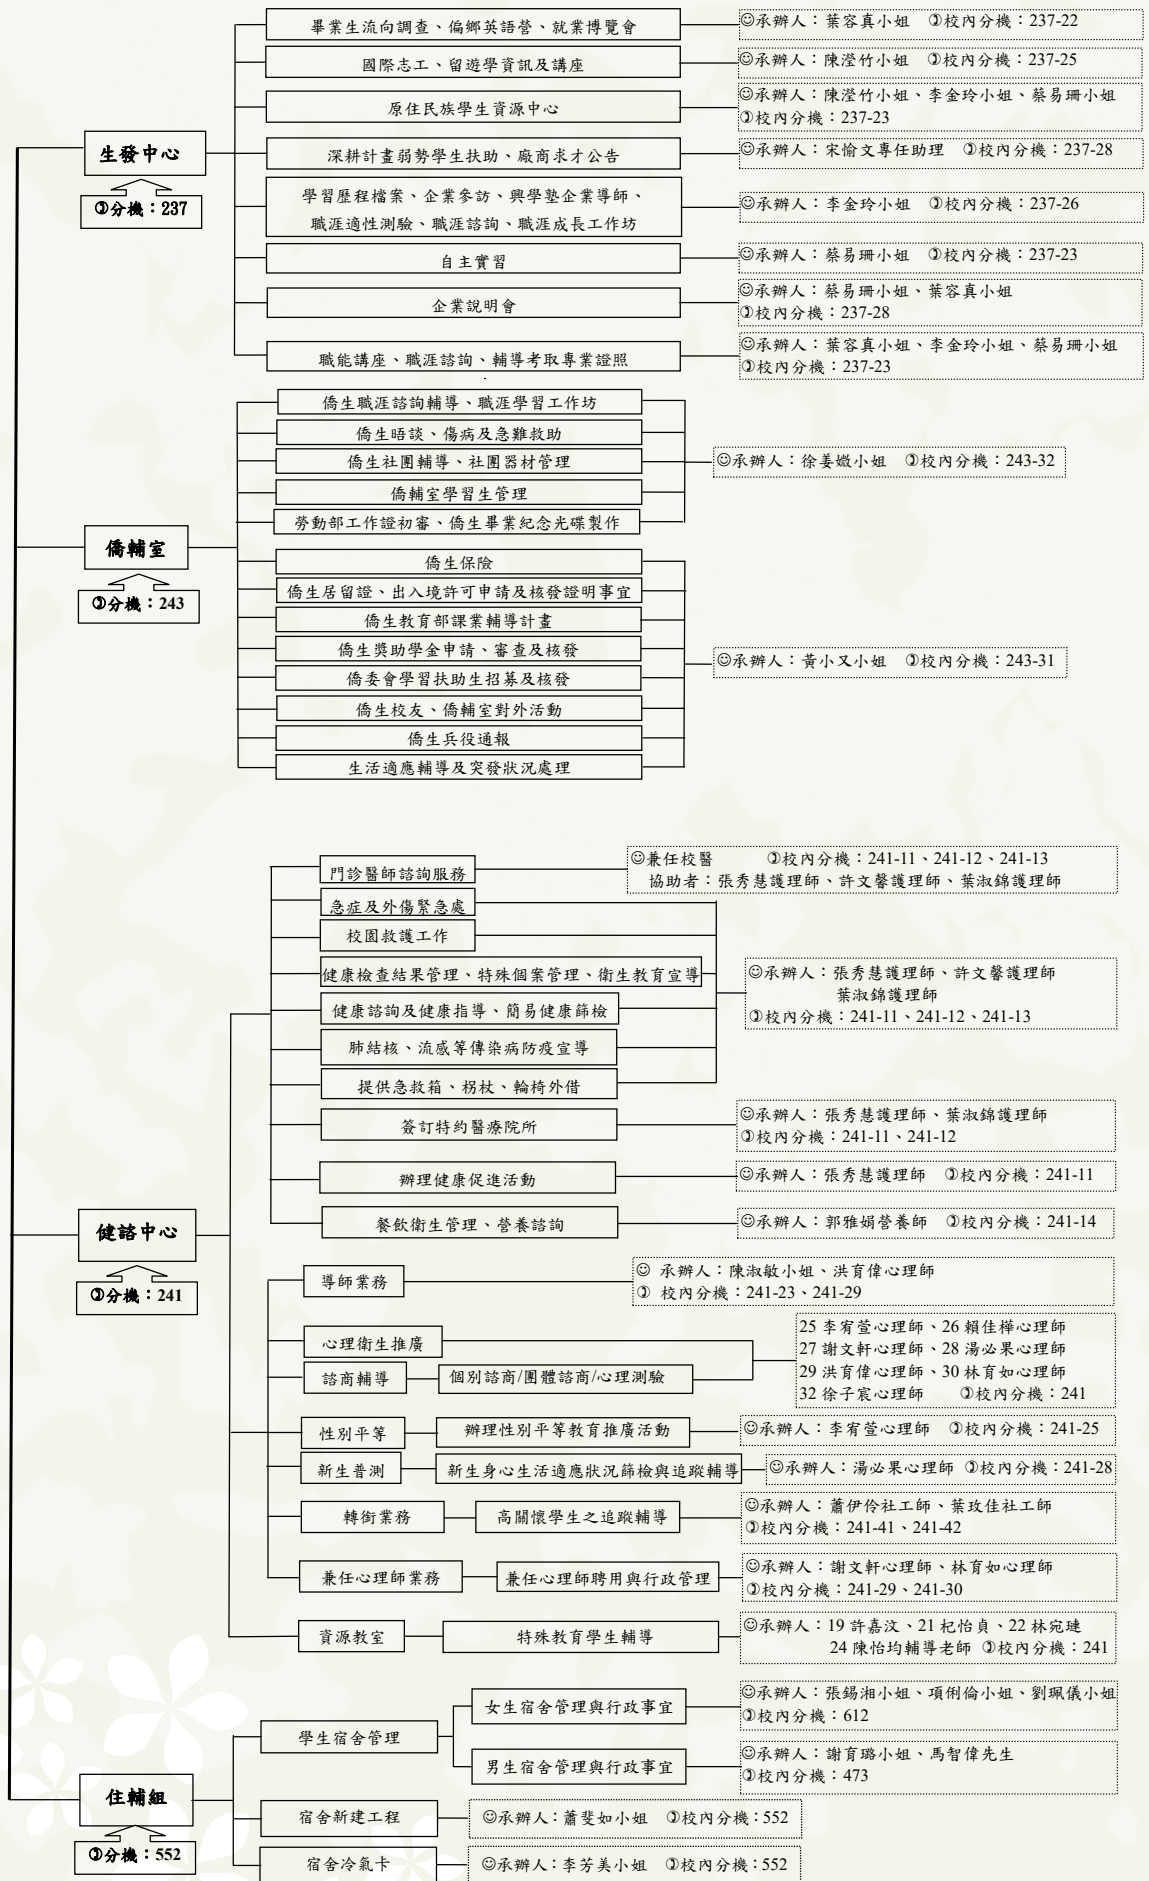 生發中心
☽分機：237
畢業生流向調查、偏鄉英語營、就業博覽會
☺承辦人：葉容真小姐 ☽校內分機：237-22
國際志工、留遊學資訊及講座
☺承辦人：陳瀅竹小姐 ☽校內分機：237-25
原住民族學生資源中心
☺承辦人：陳瀅竹小姐、李金玲小姐、蔡易珊小姐
☽校內分機：237-23
深耕計畫弱勢學生扶助、廠商求才公告
☺承辦人：宋愉文專任助理 ☽校內分機：237-28
學習歷程檔案、企業參訪、興學塾企業導師、
職涯適性測驗、職涯諮詢、職涯成長工作坊
☺承辦人：李金玲小姐 ☽校內分機：237-26
自主實習
☺承辦人：蔡易珊小姐 ☽校內分機：237-23
企業說明會
☺承辦人：蔡易珊小姐、葉容真小姐
☽校內分機：237-28
職能講座、職涯諮詢、輔導考取專業證照
☺承辦人：葉容真小姐、李金玲小姐、蔡易珊小姐
☽校內分機：237-23
僑輔室
☽分機：243
僑生職涯諮詢輔導、職涯學習工作坊
僑生晤談、傷病及急難救助
僑生社團輔導、社團器材管理
僑輔室學習生管理
勞動部工作證初審、僑生畢業紀念光碟製作
☺承辦人：徐姜媺小姐 ☽校內分機：243-32
僑生保險
僑生居留證、出入境許可申請及核發證明事宜
僑生教育部課業輔導計畫
僑生獎助學金申請、審查及核發
僑委會學習扶助生招募及核發
僑生校友、僑輔室對外活動
僑生兵役通報
生活適應輔導及突發狀況處理
☺承辦人：黃小又小姐 ☽校內分機：243-31
健諮中心
☽分機：241
門診醫師諮詢服務
☺兼任校醫 ☽校內分機：241-11、241-12、241-13
協助者：張秀慧護理師、許文馨護理師、葉淑錦護理師
急症及外傷緊急處
校園救護工作
健康檢查結果管理、特殊個案管理、衛生教育宣導
健康諮詢及健康指導、簡易健康篩檢
肺結核、流感等傳染病防疫宣導
提供急救箱、柺杖、輪椅外借
☺承辦人：張秀慧護理師、許文馨護理師
葉淑錦護理師
☽校內分機：241-11、241-12、241-13
簽訂特約醫療院所
☺承辦人：張秀慧護理師、葉淑錦護理師
☽校內分機：241-11、241-12
辦理健康促進活動
☺承辦人：張秀慧護理師 ☽校內分機：241-11
餐飲衛生管理、營養諮詢
☺承辦人：郭雅娟營養師 ☽校內分機：241-14
導師業務
☺ 承辦人：陳淑敏小姐、洪育偉心理師
☽ 校內分機：241-23、241-29
心理衛生推廣
諮商輔導
個別諮商/團體諮商/心理測驗
25 李宥萱心理師、26 賴佳樺心理師
27 謝文軒心理師、28 湯必果心理師
29 洪育偉心理師、30 林育如心理師
32 徐子宸心理師 ☽校內分機：241
性別平等
辦理性別平等教育推廣活動
☺承辦人：李宥萱心理師 ☽校內分機：241-25
新生普測
新生身心生活適應狀況篩檢與追蹤輔導
☺承辦人：湯必果心理師 ☽校內分機：241-28
轉銜業務
高關懷學生之追蹤輔導
☺承辦人：蕭伊伶社工師、葉玫佳社工師
☽校內分機：241-41、241-42
兼任心理師業務
兼任心理師聘用與行政管理
☺承辦人：謝文軒心理師、林育如心理師
☽校內分機：241-29、241-30
資源教室
特殊教育學生輔導
☺承辦人：19 許嘉汶、21 杞怡貞、22 林宛璉
24 陳怡均輔導老師 ☽校內分機：241
住輔組
☽分機：552
學生宿舍管理
女生宿舍管理與行政事宜
☺承辦人：張錫湘小姐、項俐倫小姐、劉珮儀小姐
☽校內分機：612
男生宿舍管理與行政事宜
☺承辦人：謝育璐小姐、馬智偉先生
☽校內分機：473
宿舍新建工程
☺承辦人：蕭斐如小姐 ☽校內分機：552
宿舍冷氣卡
☺承辦人：李芳美小姐 ☽校內分機：552